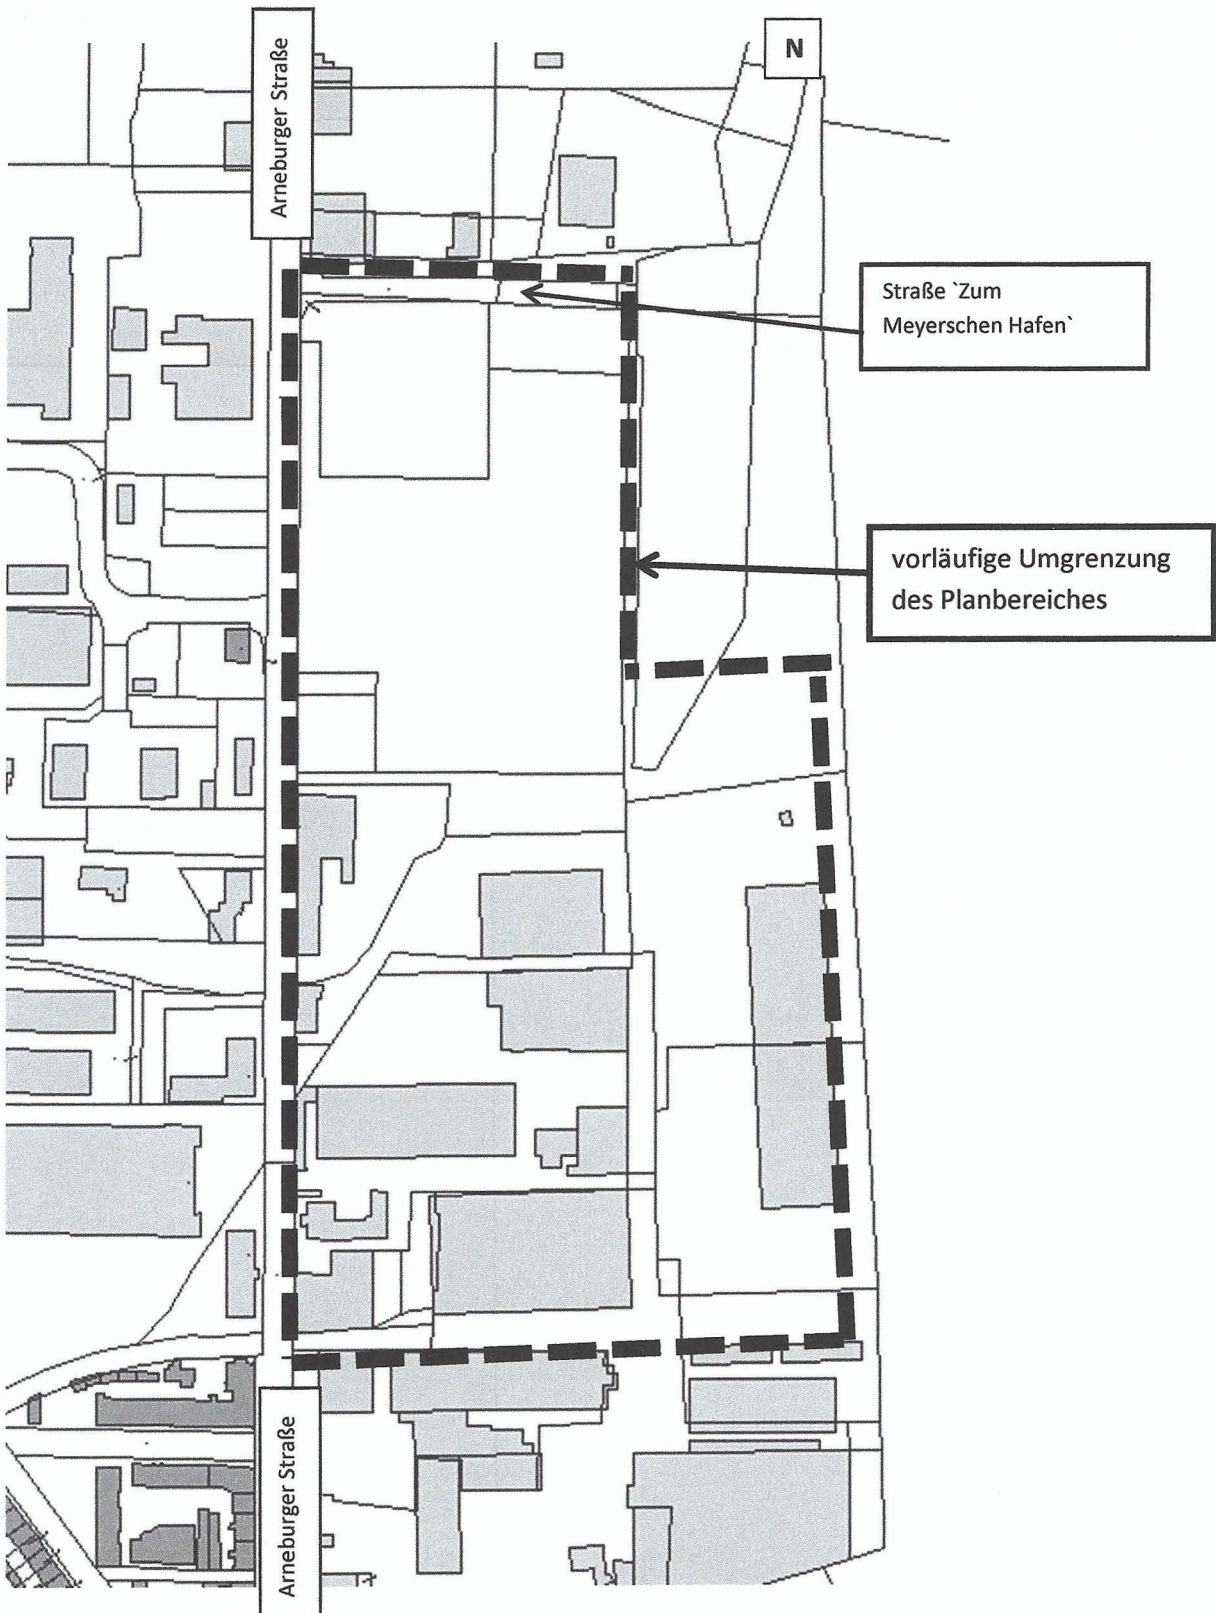 N
Arneburger Straße
Straße `Zum
Meyerschen Hafen`
vorläufige Umgrenzung
des Planbereiches
Arneburger Straße